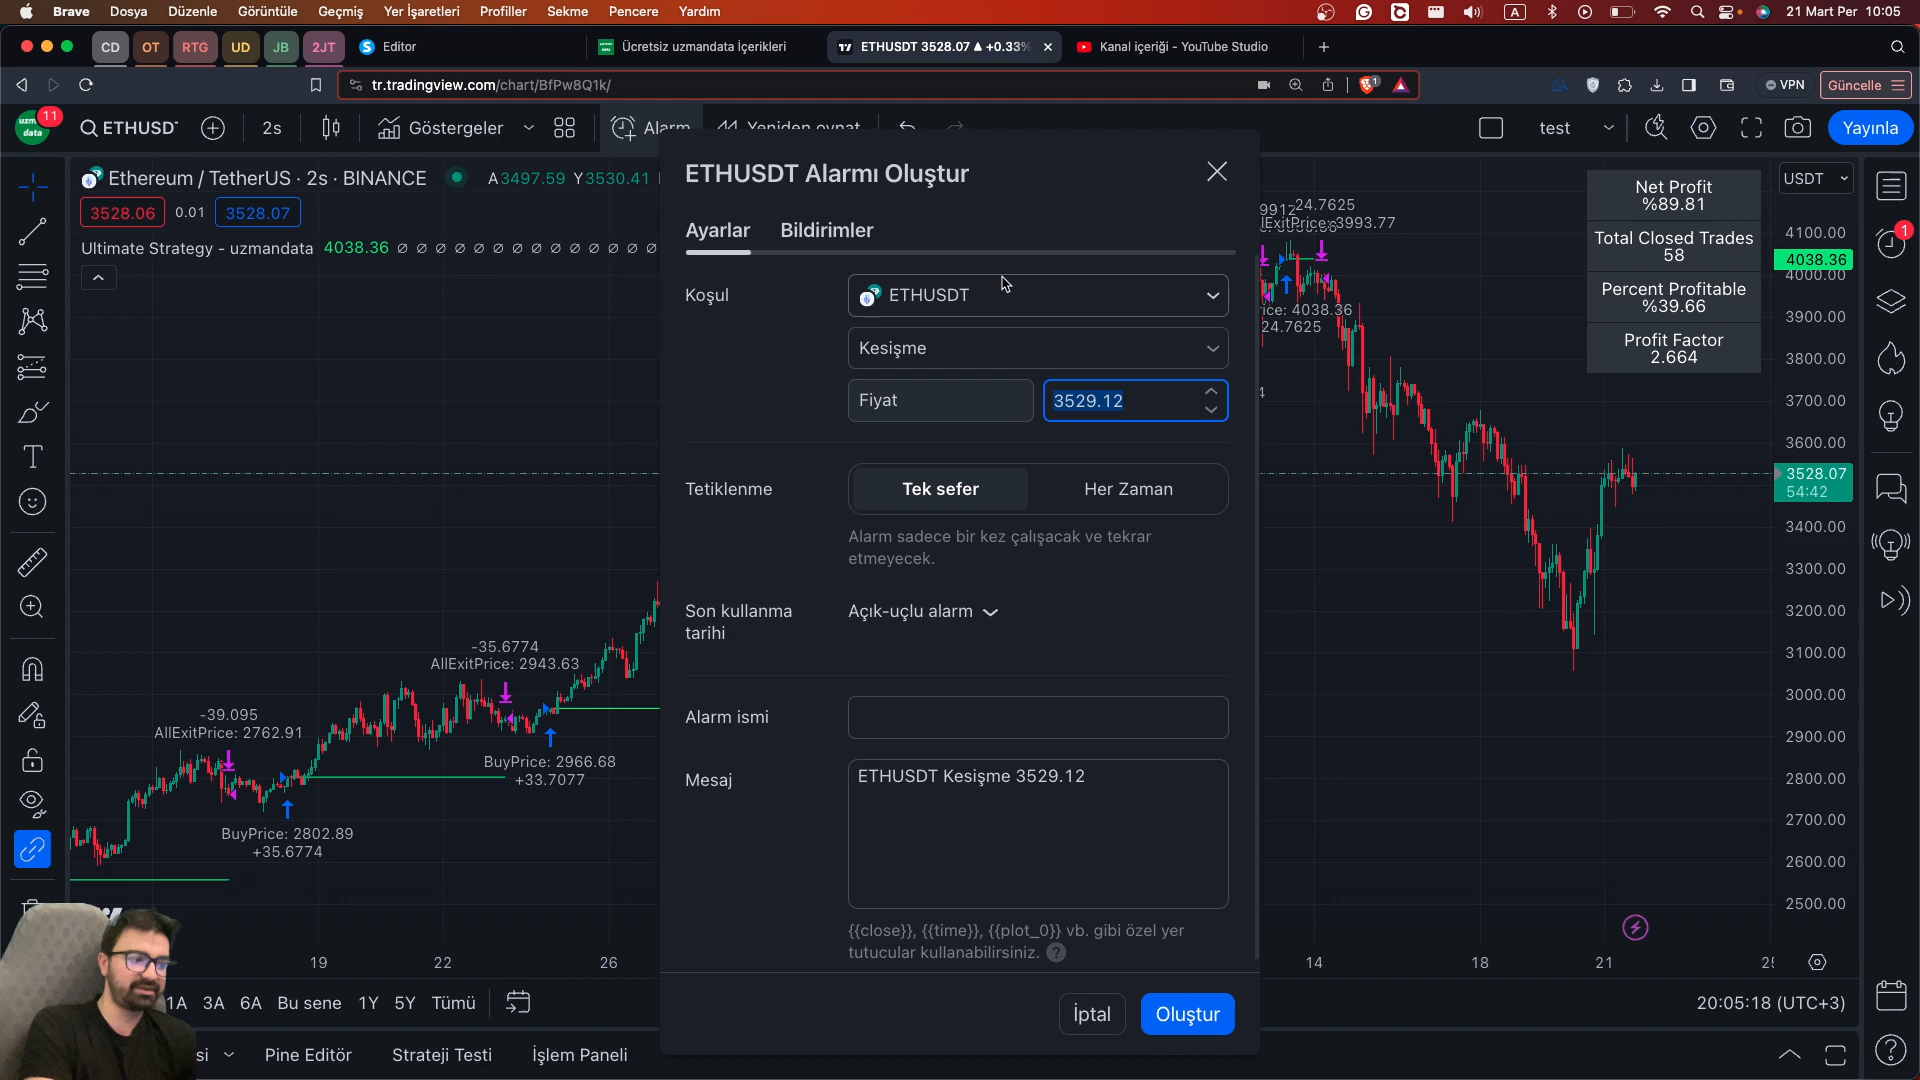 Brave Dosya Düzenle Görüntüle Geçmiş Yer İşaretleri Profiller Sekme Pencere Yardım
A 21 Mart Per 10:05
CD OT RTG UD JB 2JT Editor Ücretsiz uzmandata İçerikleri ETHUSDT 3528.07 ▲ +0.33% Kanal içeriği - YouTube Studio
tr.tradingview.com/chart/BfPw8Q1k/
1
VPN Güncelle
11 ETHUSDT 2s Göstergeler Alarm Yeniden oynat test Yayınla
Ethereum / TetherUS · 2s · BINANCE A3497.59 Y3530.41
3528.06 0.01 3528.07
Ultimate Strategy - uzmandata 4038.36 ∅ ∅ ∅ ∅ ∅ ∅ ∅ ∅ ∅ ∅ ∅
ETHUSDT Alarmı Oluştur
Ayarlar Bildirimler
Koşul ETHUSDT
Kesişme
Fiyat 3529.12
Tetiklenme Tek sefer Her Zaman
Alarm sadece bir kez çalışacak ve tekrar
etmeyecek.
Son kullanma
tarihi
Açık-uçlu alarm
Alarm ismi
Mesaj ETHUSDT Kesişme 3529.12
{{close}}, {{time}}, {{plot_0}} vb. gibi özel yer
tutucular kullanabilirsiniz. ?
İptal Oluştur
-39.095
AllExitPrice: 2762.91
BuyPrice: 2802.89
+35.6774
-35.6774
AllExitPrice: 2943.63
BuyPrice: 2966.68
+33.7077
24.7625
ExitPrice: 3993.77
ice: 4038.36
24.7625
Net Profit
%89.81
Total Closed Trades
58
Percent Profitable
%39.66
Profit Factor
2.664
USDT
4100.00
4038.36
4000.00
3900.00
3800.00
3700.00
3600.00
3528.07
54:42
3400.00
3300.00
3200.00
3100.00
3000.00
2900.00
2800.00
2700.00
2600.00
2500.00
1
19 22 26 14 18 21
1A 3A 6A Bu sene 1Y 5Y Tümü
20:05:18 (UTC+3)
si Pine Editör Strateji Testi İşlem Paneli